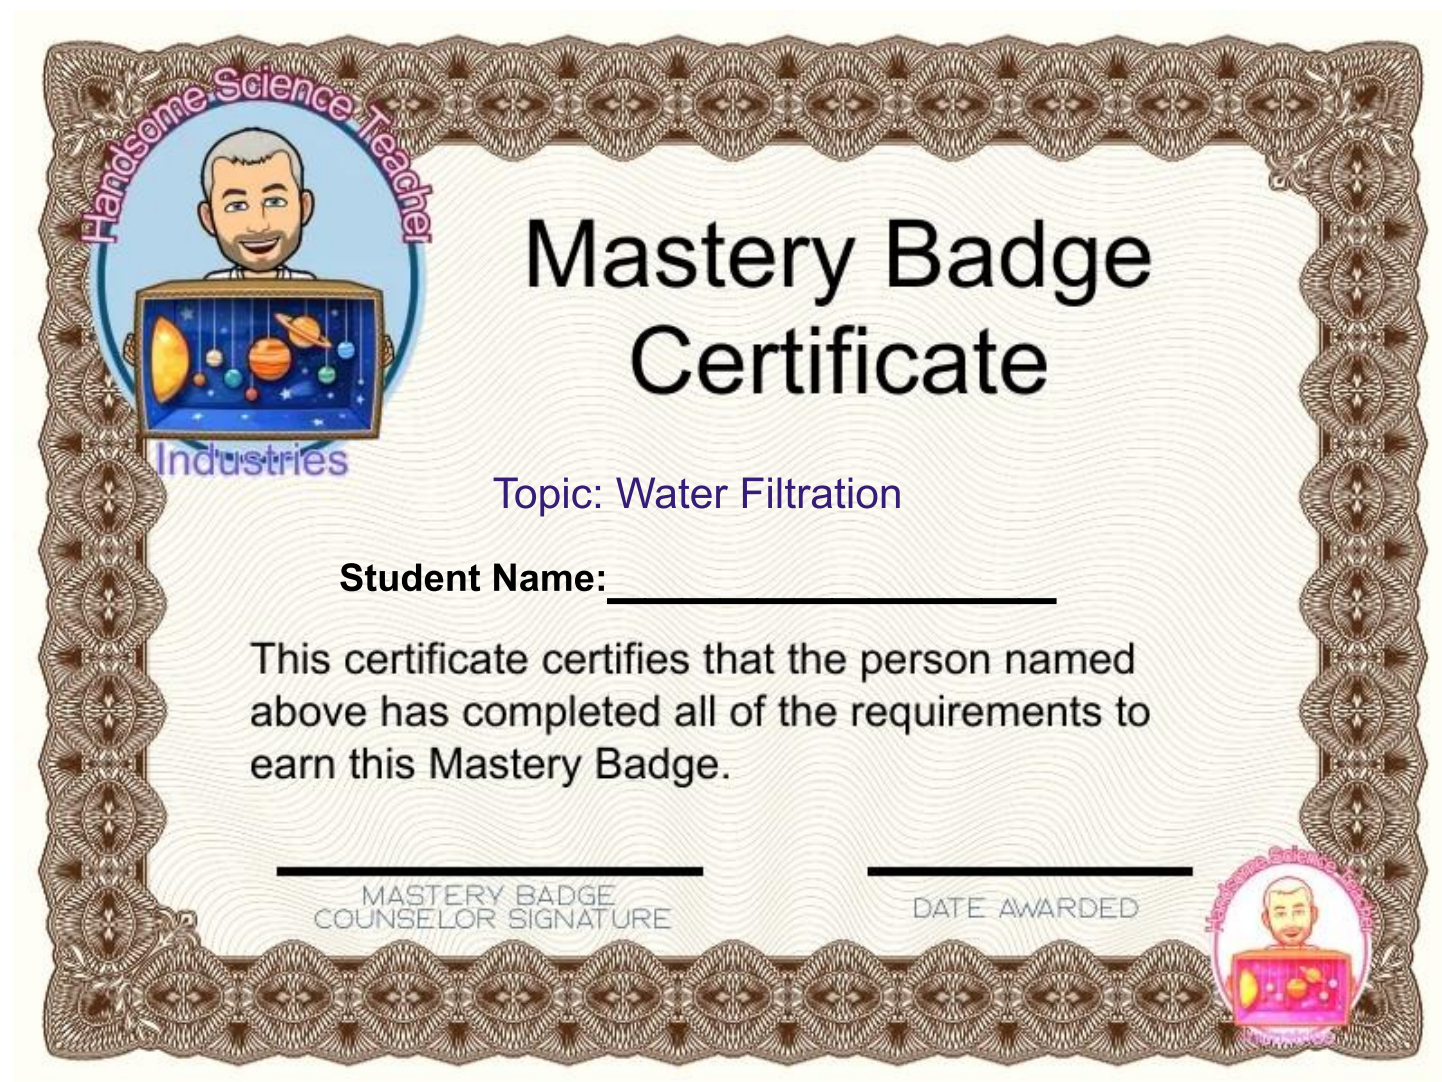 Handsome Science Teacher
Industries
Mastery Badge
Certificate
Topic: Water Filtration
Student Name:
This certificate certifies that the person named
above has completed all of the requirements to
earn this Mastery Badge.
MASTERY BADGE
COUNSELOR SIGNATURE
DATE AWARDED
Handsome Science Teacher
Industries